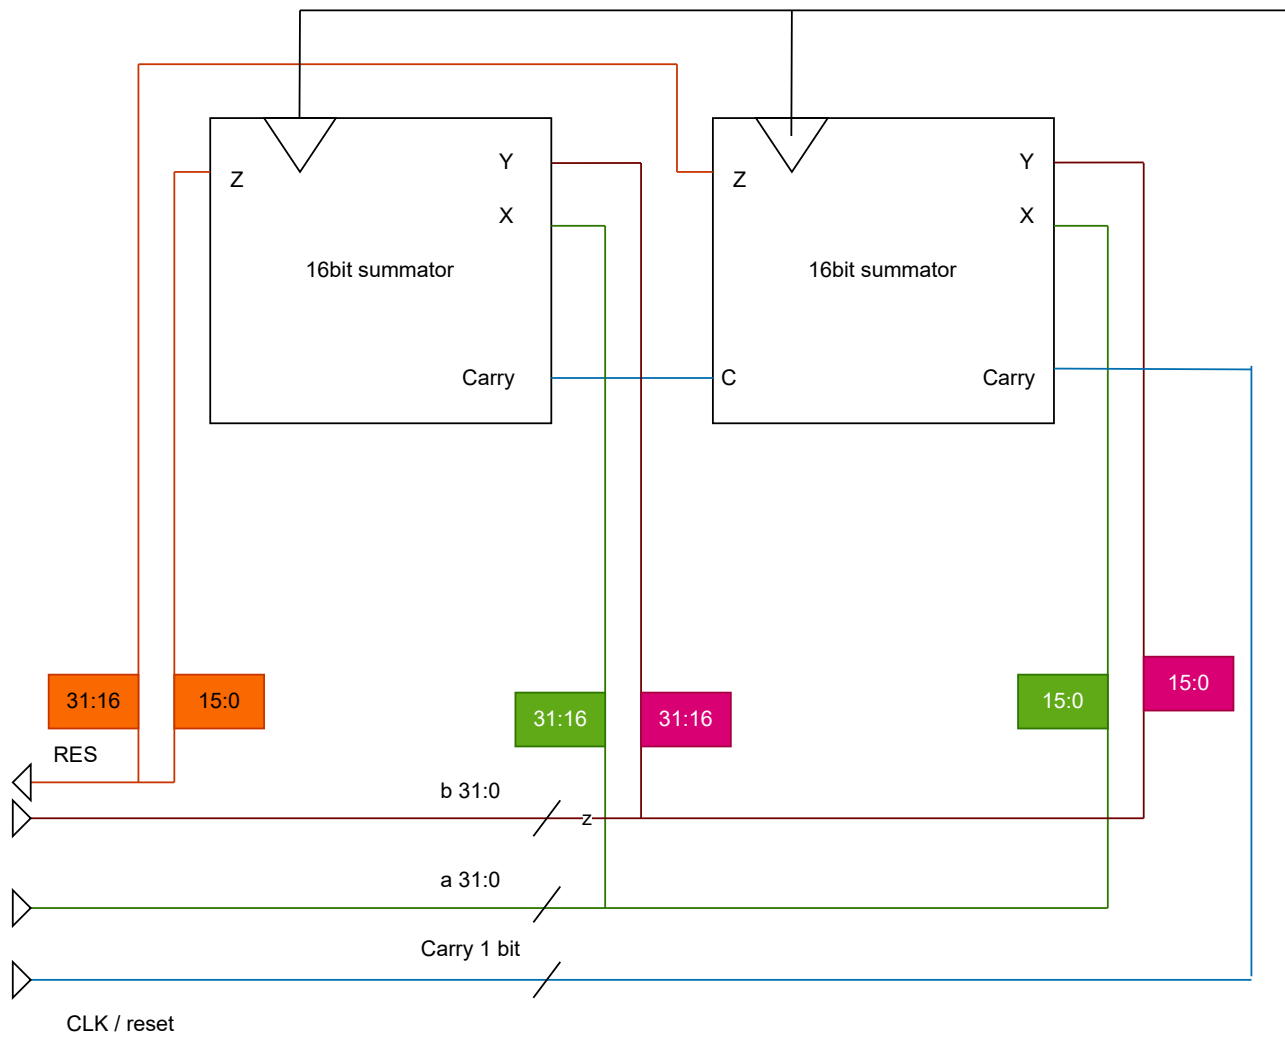 Y
Y
Z
Z
X
X
16bit summator
16bit summator
Carry
C
Carry
31:16
15:0
31:16
31:16
15:0
15:0
RES
b 31:0
z
a 31:0
Carry 1 bit
CLK / reset